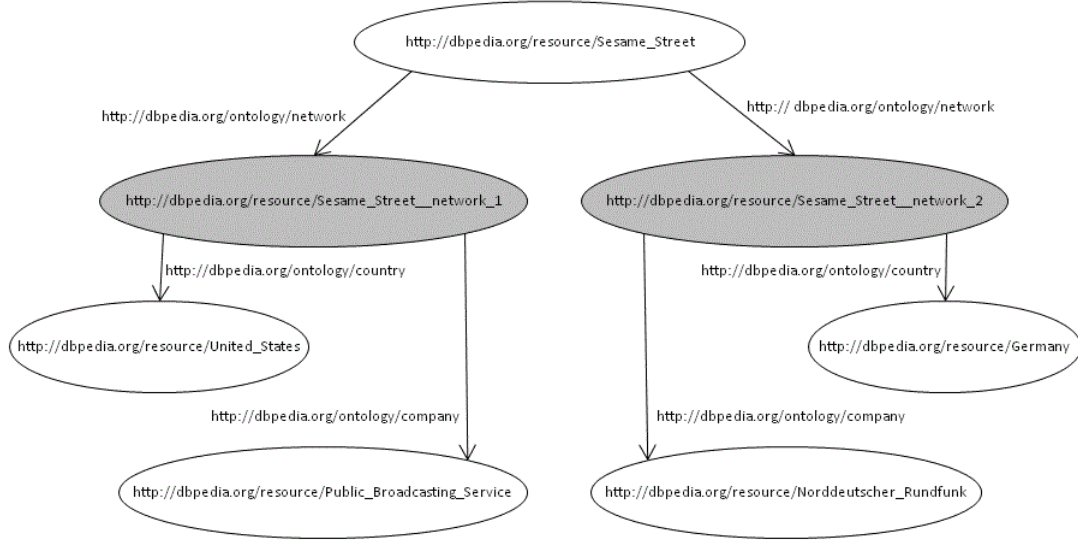 http://dbpedia.org/resource/Sesame_Street
http://dbpedia.org/ontology/network
http:// dbpedia.org/ontology/network
http://dbpedia.org/resource/Sesame_Street__network_1
http://dbpedia.org/resource/Sesame_Street__network_2
http://dbpedia.org/ontology/country
http://dbpedia.org/ontology/country
http://dbpedia.org/resource/United_States
http://dbpedia.org/resource/Germany
http://dbpedia.org/ontology/company
http://dbpedia.org/ontology/company
http://dbpedia.org/resource/Public_Broadcasting_Service
http://dbpedia.org/resource/Norddeutscher_Rundfunk